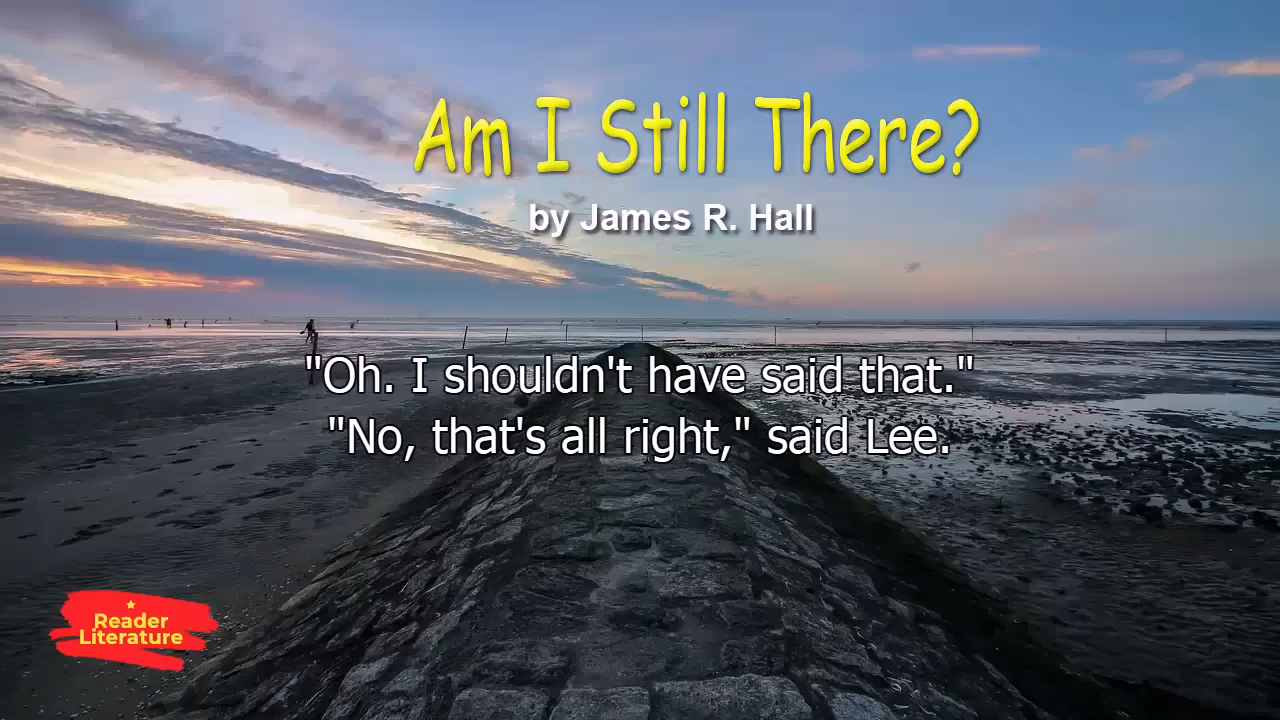 Am I Still There?
by James R. Hall
"Oh. I shouldn't have said that."
"No, that's all right," said Lee.
Reader
Literature